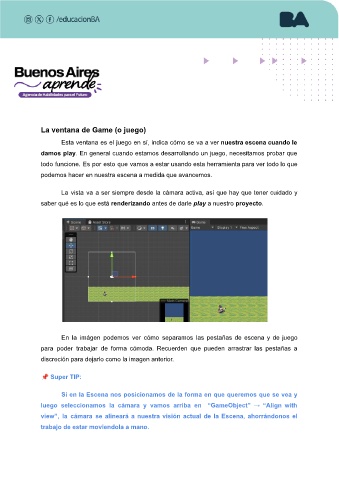 /educacionBA
BA
Buenos Aires
aprende
Agencia de Habilidades para el Futuro
La ventana de Game (o juego)
Esta ventana es el juego en sí, indica cómo se va a ver nuestra escena cuando le
damos play. En general cuando estamos desarrollando un juego, necesitamos probar que
todo funcione. Es por esto que vamos a estar usando esta herramienta para ver todo lo que
podemos hacer en nuestra escena a medida que avancemos.
La vista va a ser siempre desde la cámara activa, así que hay que tener cuidado y
saber qué es lo que está renderizando antes de darle play a nuestro proyecto.
Scene Asset Store Game
Game Display 1 Free Aspect
En la imágen podemos ver cómo separamos las pestañas de escena y de juego
para poder trabajar de forma cómoda. Recuerden que pueden arrastrar las pestañas a
discreción para dejarlo como la imagen anterior.
📌 Super TIP:
Si en la Escena nos posicionamos de la forma en que queremos que se vea y
luego seleccionamos la cámara y vamos arriba en “GameObject” → “Align with
view”, la cámara se alineará a nuestra visión actual de la Escena, ahorrándonos el
trabajo de estar moviendola a mano.